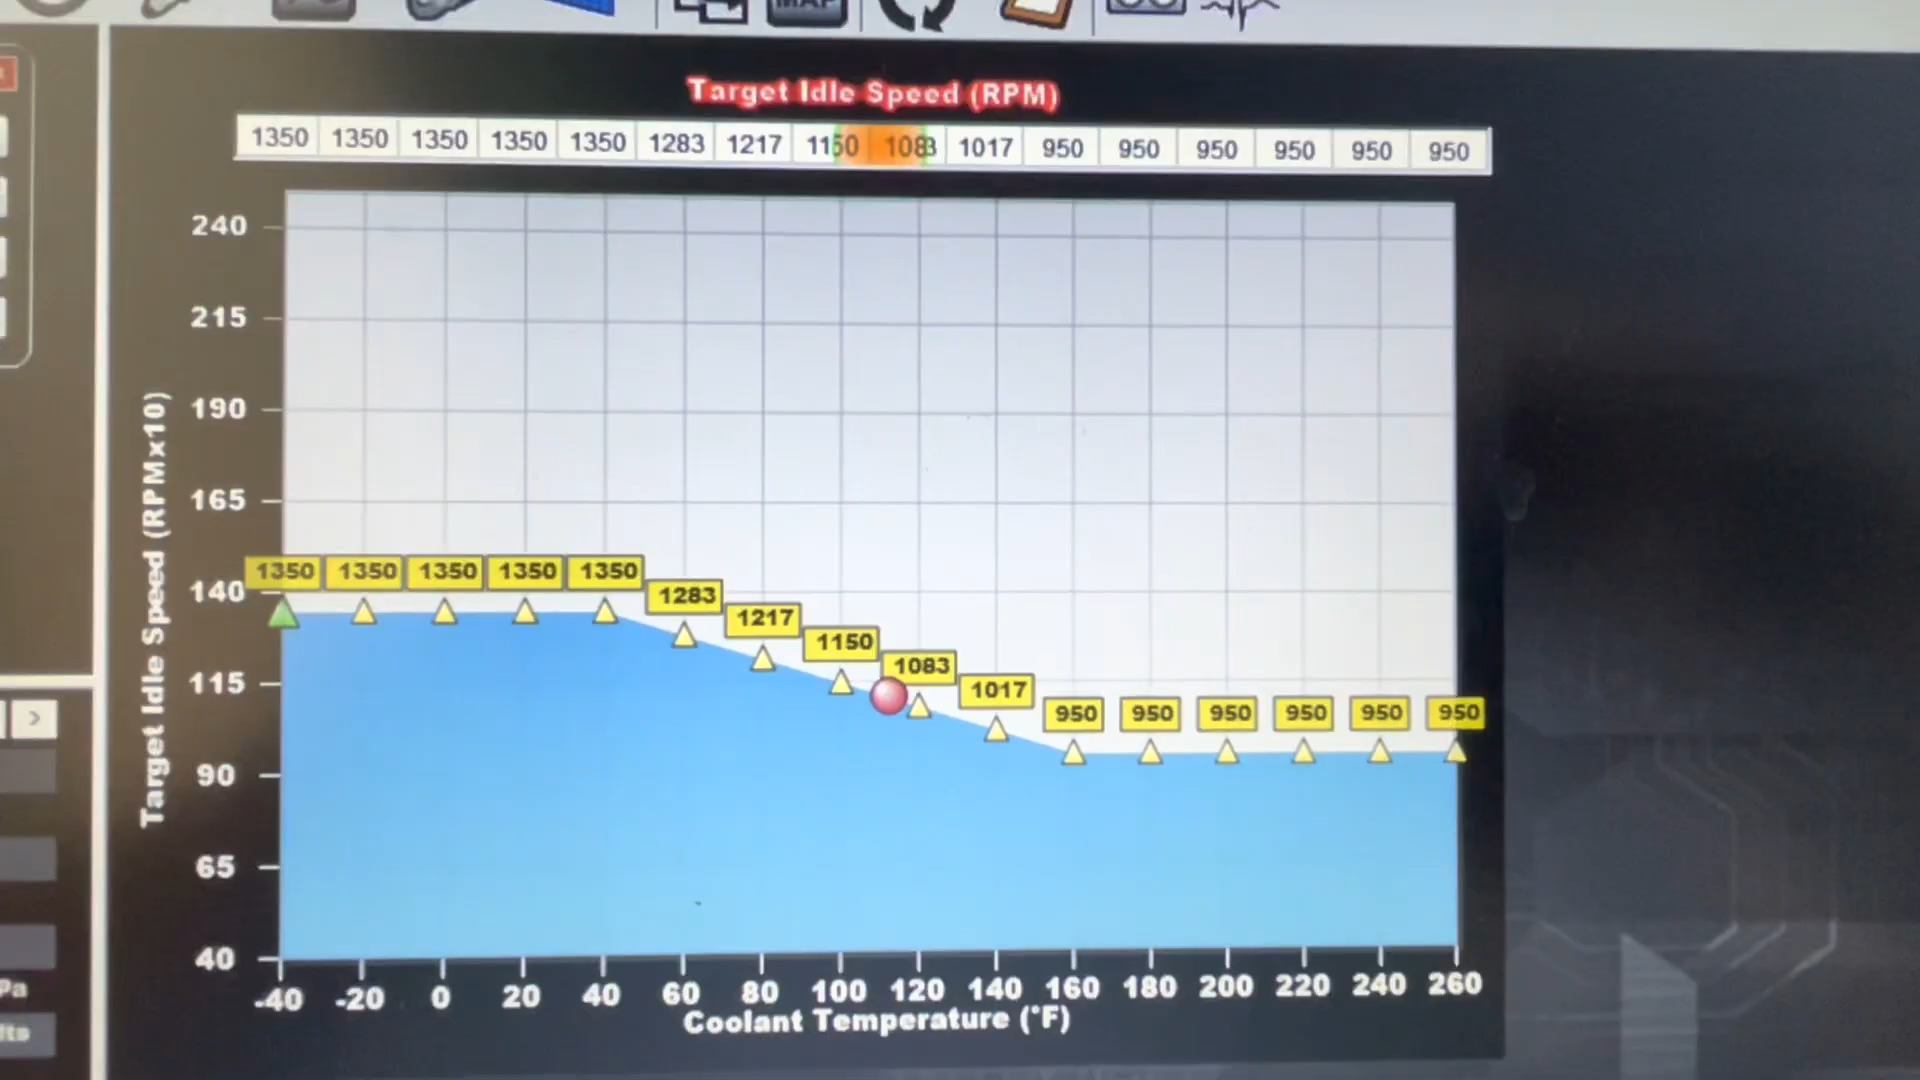 MAP
Target Idle Speed (RPM)
1350 1350 1350 1350 1350 1283 1217 1150 1083 1017 950 950 950 950 950 950
240
215
190
165
140
115
90
65
40
Target Idle Speed (RPMx10)
1350 1350 1350 1350 1350 1283 1217 1150 1083 1017 950 950 950 950 950 950
-40 -20 0 20 40 60 80 100 120 140 160 180 200 220 240 260
Coolant Temperature (°F)
>
Pa
lts